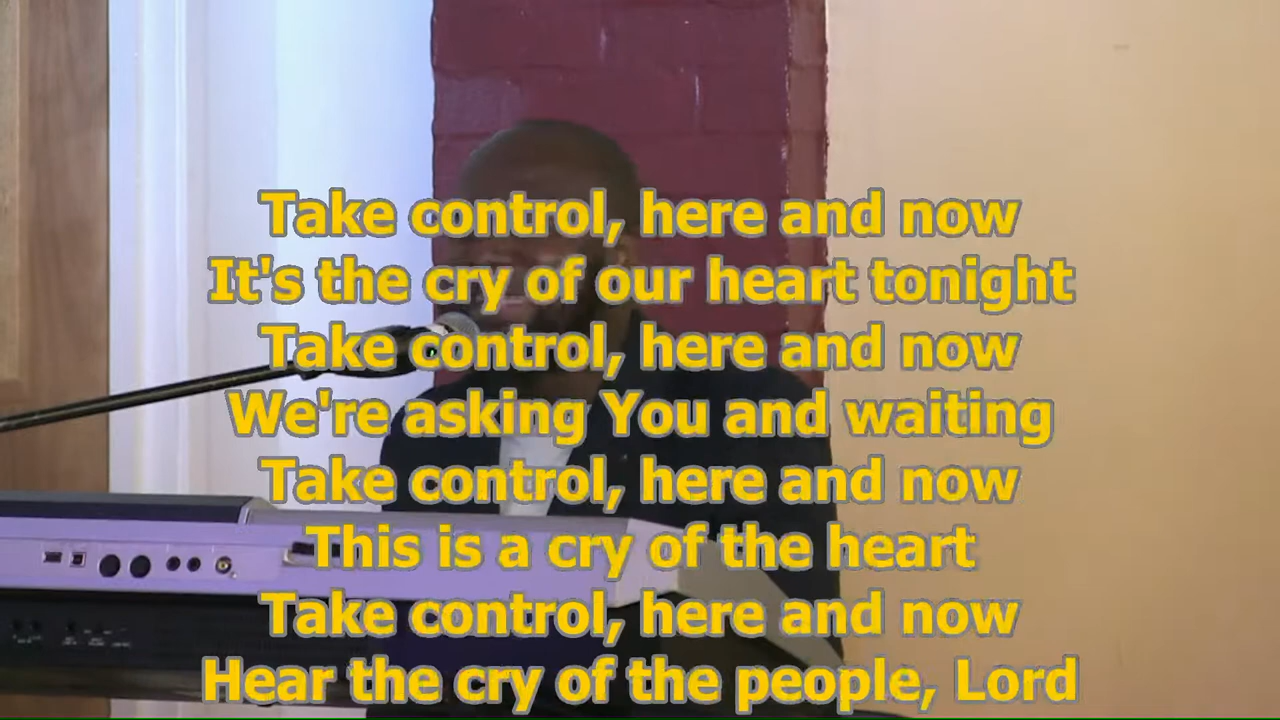 Take control, here and now
It's the cry of our heart tonight
Take control, here and now
We're asking You and waiting
Take control, here and now
This is a cry of the heart
Take control, here and now
Hear the cry of the people, Lord